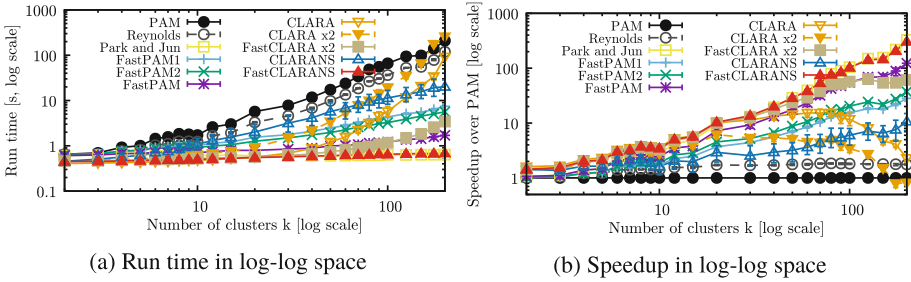 Run time [s, log scale]
1000
100
10
1
0.1
PAM
Reynolds
Park and Jun
FastPAM1
FastPAM2
FastPAM
CLARA
CLARA x2
FastCLARA x2
CLARANS
FastCLARANS
10
100
Number of clusters k [log scale]
(a) Run time in log-log space
Speedup over PAM [log scale]
1000
100
10
1
PAM
Reynolds
Park and Jun
FastPAM1
FastPAM2
FastPAM
CLARA
CLARA x2
FastCLARA x2
CLARANS
FastCLARANS
10
100
Number of clusters k [log scale]
(b) Speedup in log-log space